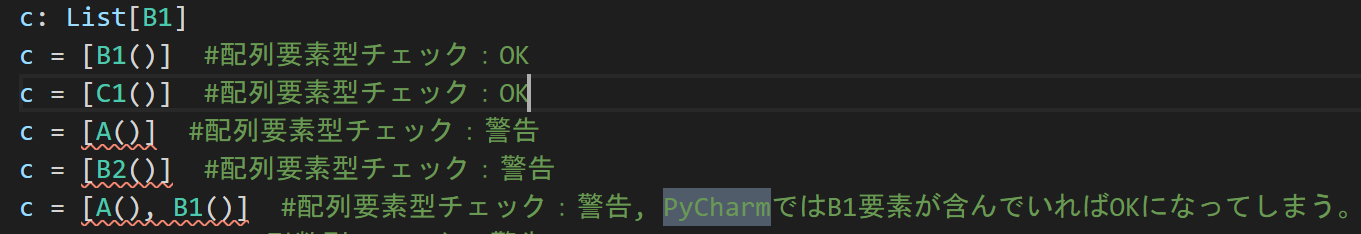 c: List[B1]
c = [B1()]  #配列要素型チェック：OK
c = [C1()]  #配列要素型チェック：OK
c = [A()]  #配列要素型チェック：警告
c = [B2()]  #配列要素型チェック：警告
c = [A(), B1()]  #配列要素型チェック：警告, PyCharmではB1要素が含んでいればOKになってしまう。